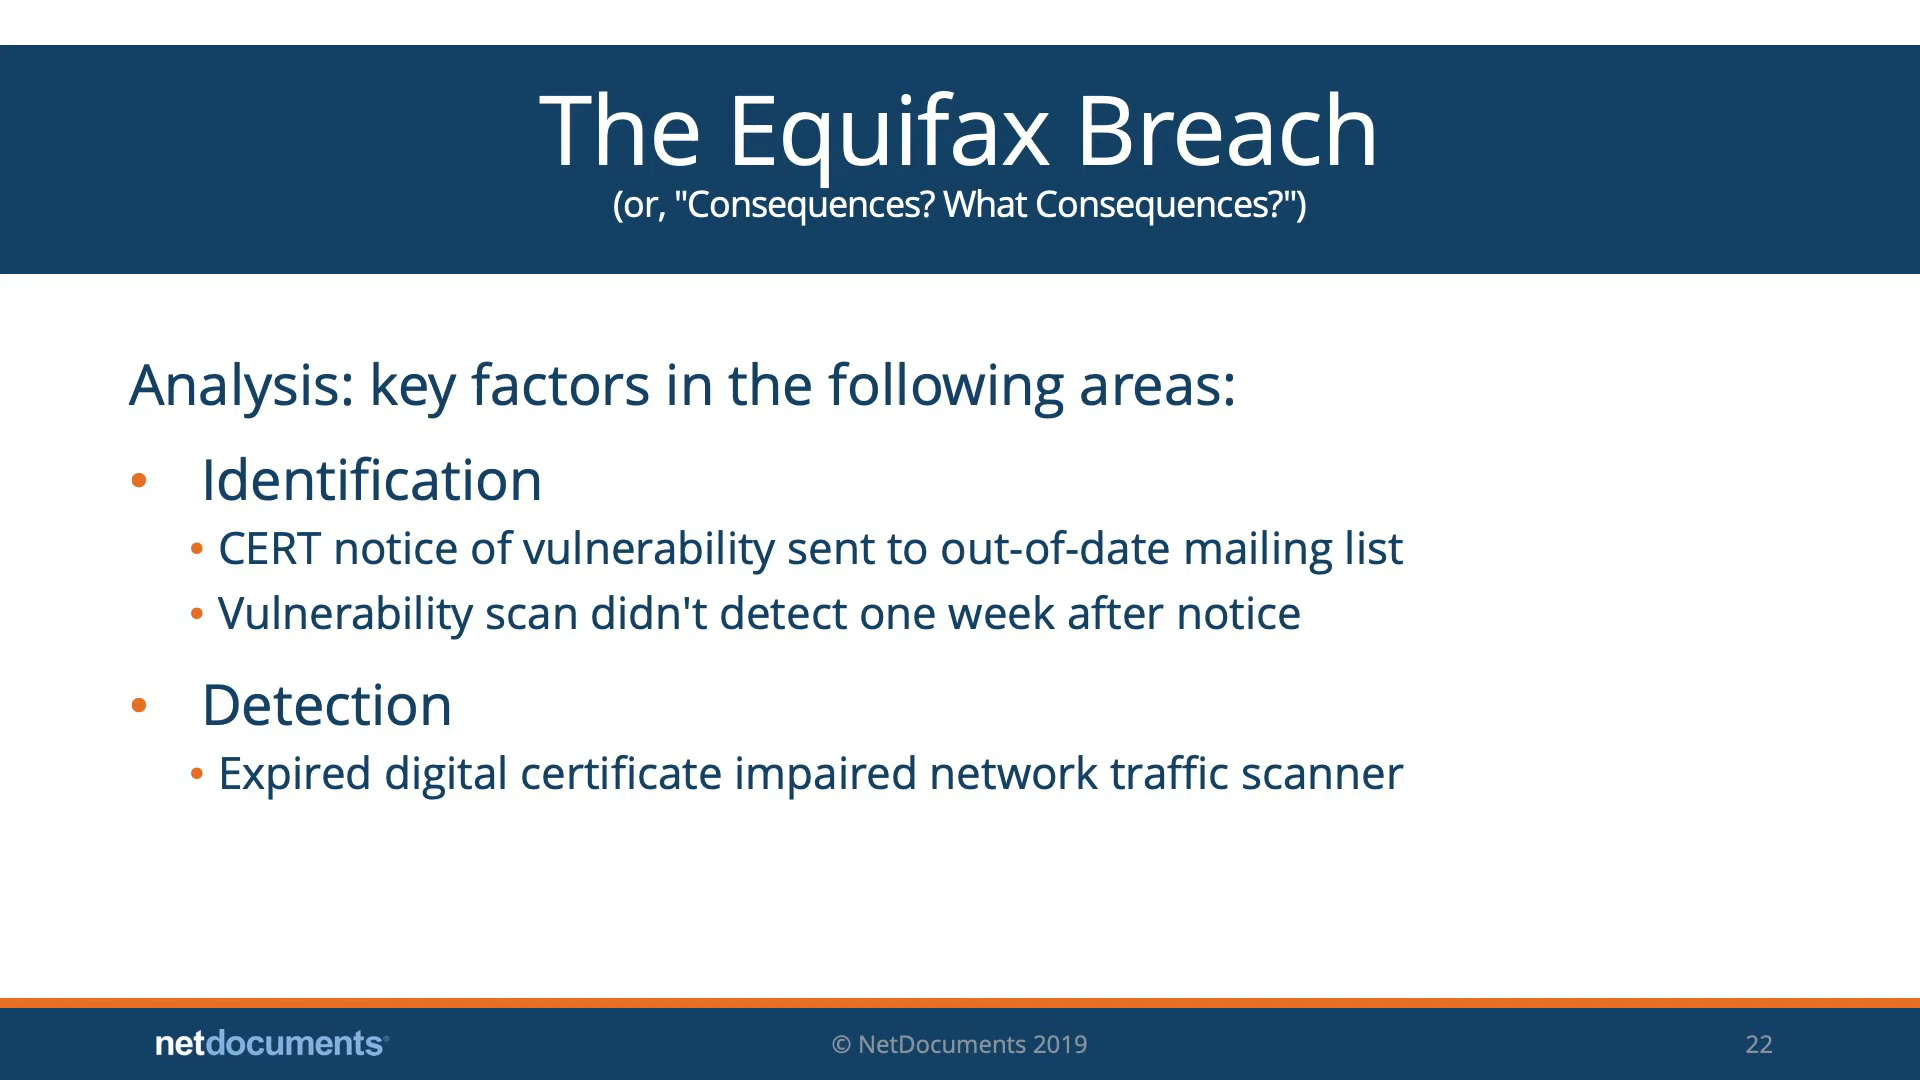 The Equifax Breach
(or, "Consequences? What Consequences?")
Analysis: key factors in the following areas:
• Identification
• CERT notice of vulnerability sent to out-of-date mailing list
• Vulnerability scan didn't detect one week after notice
• Detection
• Expired digital certificate impaired network traffic scanner
netdocuments®
© NetDocuments 2019
22